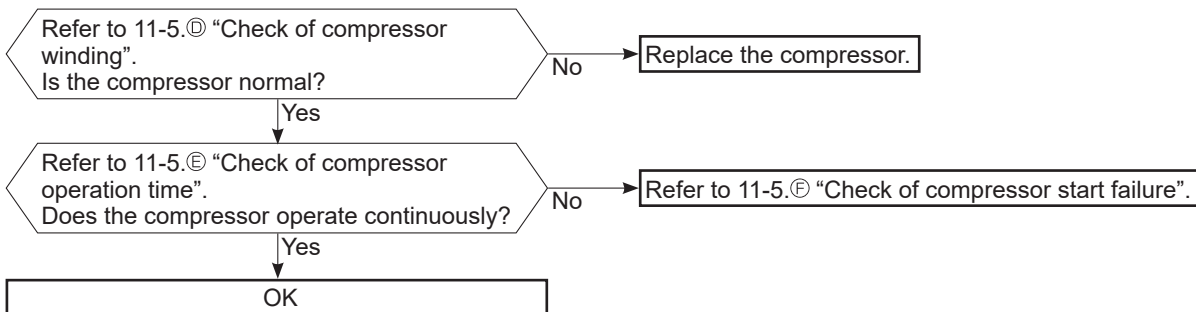 Refer to 11-5.Ⓓ “Check of compressor
winding”.
Is the compressor normal?
No
Replace the compressor.
Yes
Refer to 11-5.Ⓔ “Check of compressor
operation time”.
Does the compressor operate continuously?
No
Refer to 11-5.Ⓕ “Check of compressor start failure”.
Yes
OK